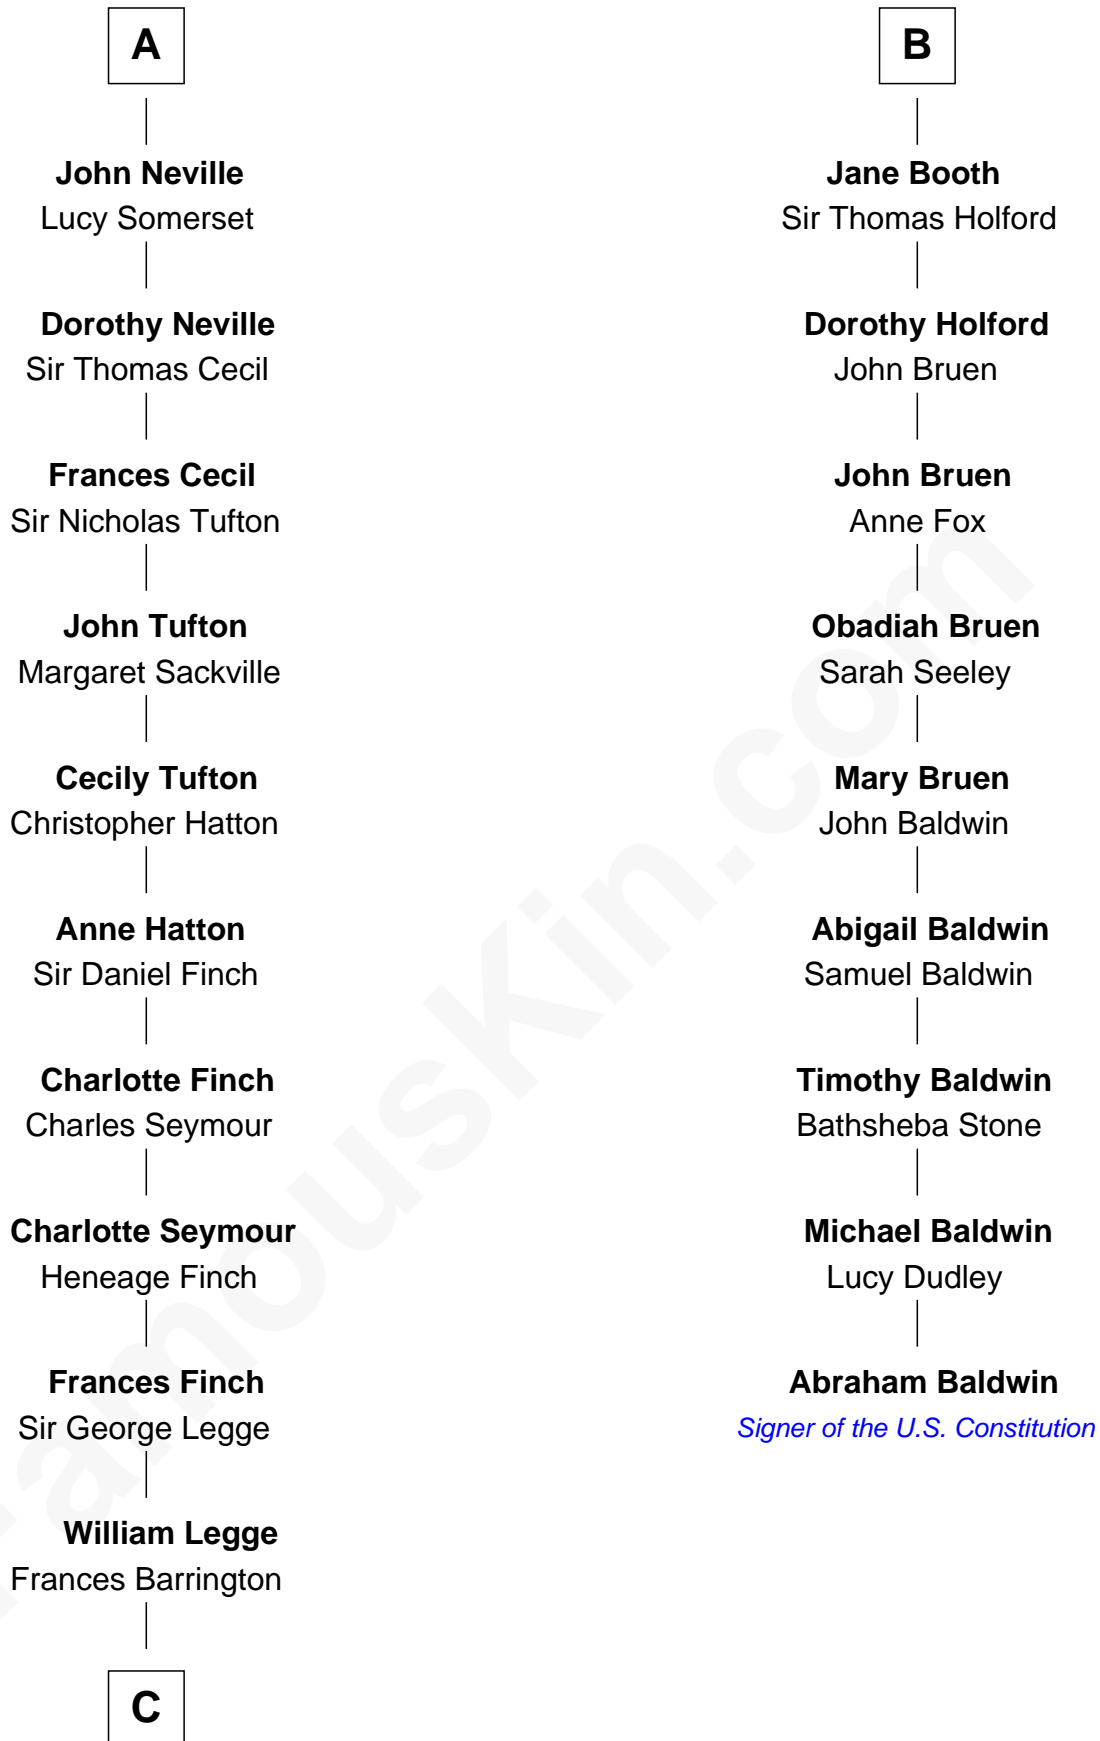 A
John Neville
Lucy Somerset
Dorothy Neville
Sir Thomas Cecil
Frances Cecil
Sir Nicholas Tufton
John Tufton
Margaret Sackville
Cecily Tufton
Christopher Hatton
Anne Hatton
Sir Daniel Finch
Charlotte Finch
Charles Seymour
Charlotte Seymour
Heneage Finch
Frances Finch
Sir George Legge
William Legge
Frances Barrington
C
B
Jane Booth
Sir Thomas Holford
Dorothy Holford
John Bruen
John Bruen
Anne Fox
Obadiah Bruen
Sarah Seeley
Mary Bruen
John Baldwin
Abigail Baldwin
Samuel Baldwin
Timothy Baldwin
Bathsheba Stone
Michael Baldwin
Lucy Dudley
Abraham Baldwin
Signer of the U.S. Constitution
FamousKin.com